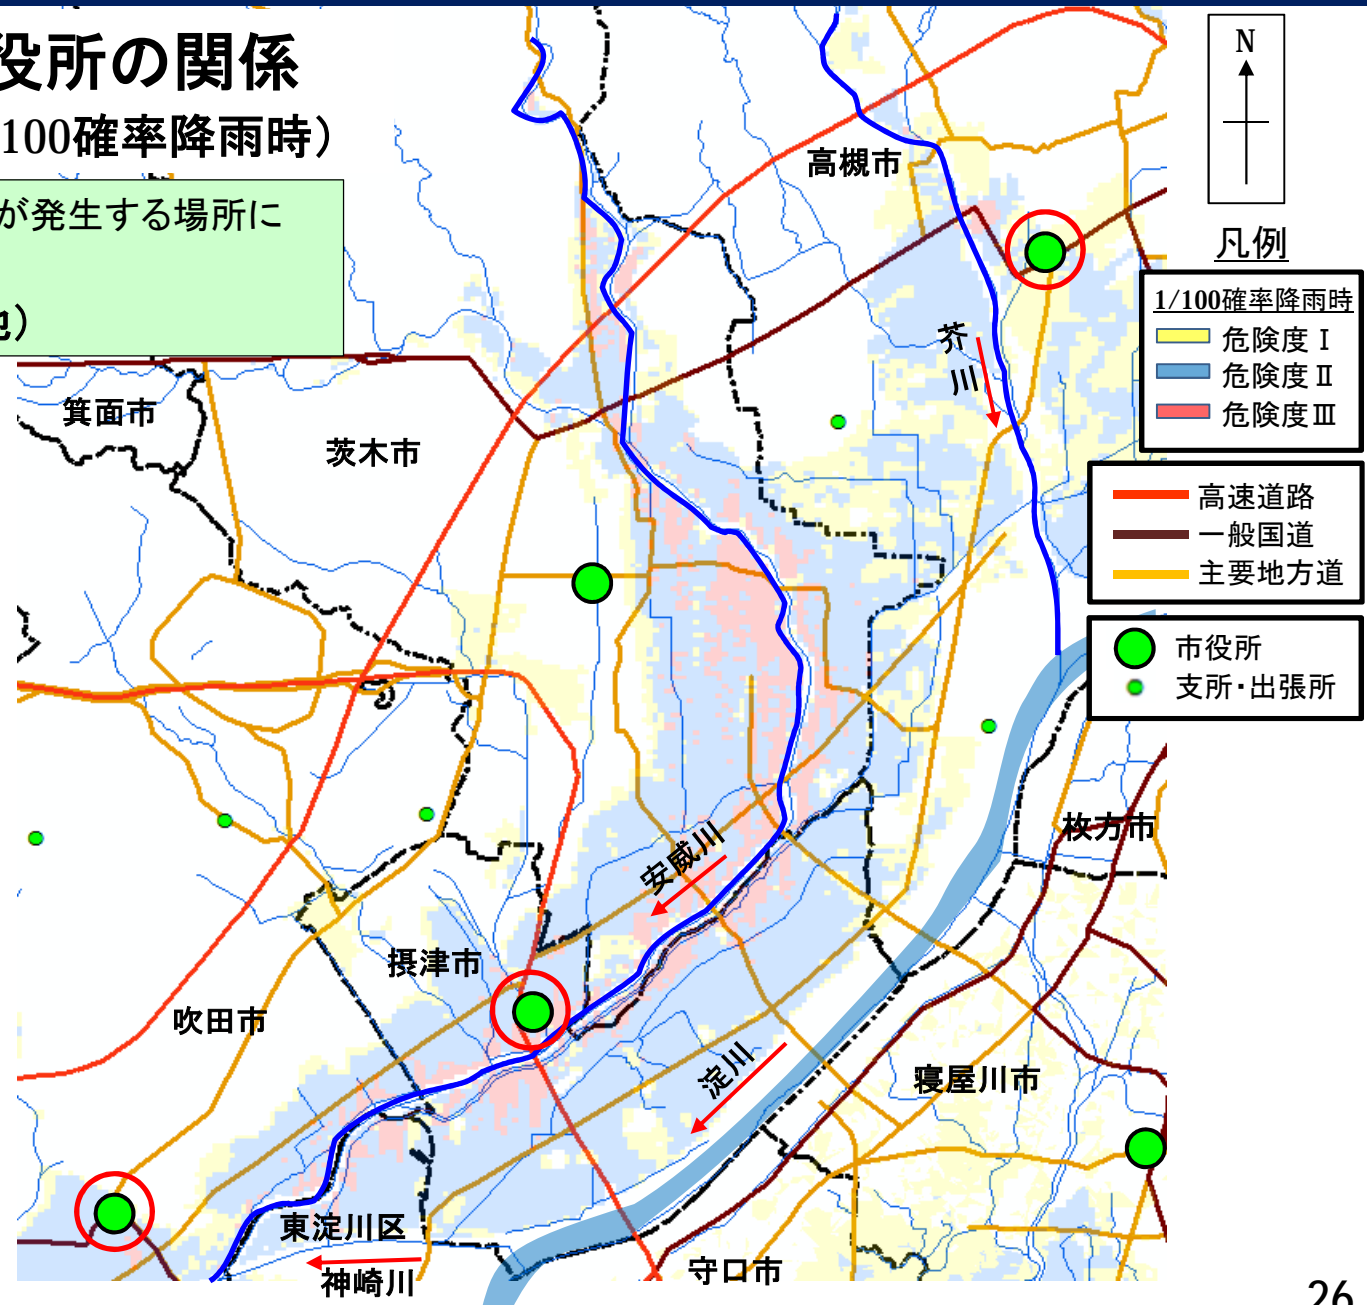 役所の関係
100確率降雨時）
が発生する場所に
）
N
凡例
1/100確率降雨時
危険度Ⅰ
危険度Ⅱ
危険度Ⅲ
高速道路
一般国道
主要地方道
市役所
支所・出張所
高槻市
芥川
箕面市
茨木市
安威川
枚方市
摂津市
吹田市
淀川
寝屋川市
東淀川区
神崎川
守口市
26